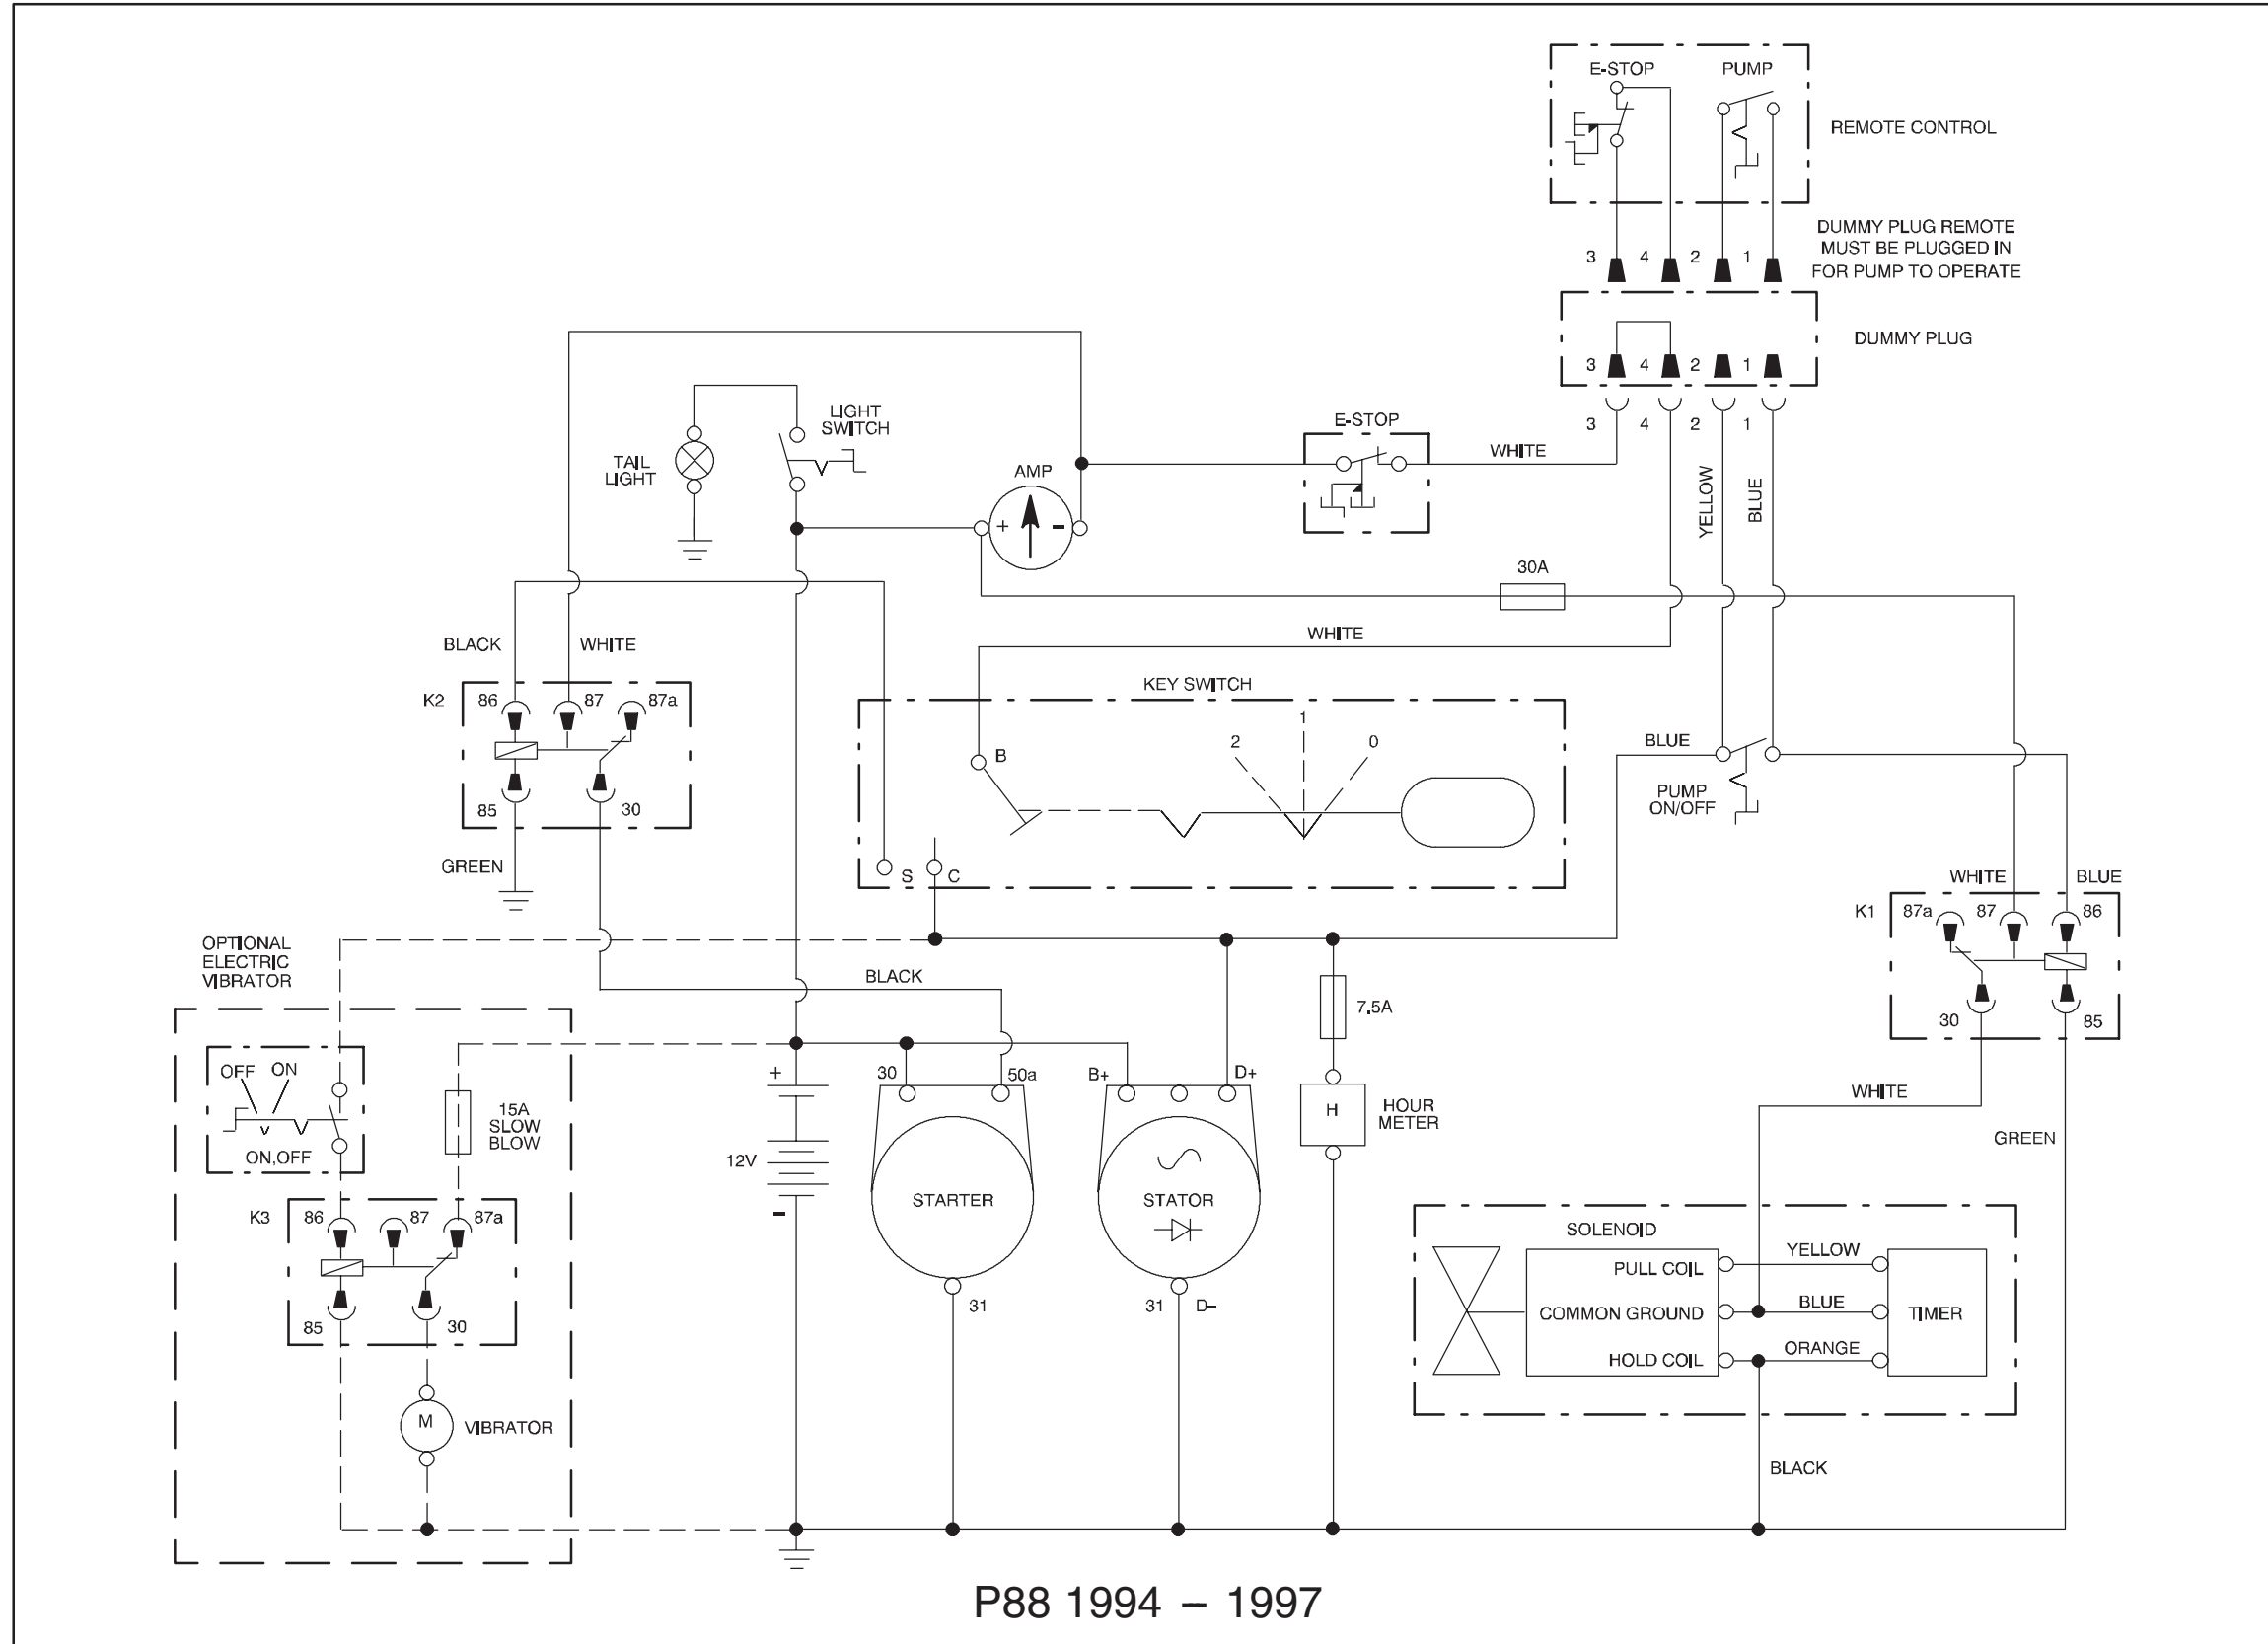 E-STOP PUMP
REMOTE CONTROL
DUMMY PLUG REMOTE
MUST BE PLUGGED IN
FOR PUMP TO OPERATE
3 4 2 1
DUMMY PLUG
3 4 2 1
3 4 2 1
LIGHT
SWITCH
TAIL
LIGHT
AMP
+ -
E-STOP
WHITE
YELLOW
BLUE
30A
WHITE
BLACK WHITE
K2
86 87 87a
85 30
GREEN
KEY SWITCH
B
2 1 0
S C
BLUE
PUMP
ON/OFF
WHITE BLUE
K1
87a 87 86
30 85
WHITE
GREEN
OPTIONAL
ELECTRIC
VIBRATOR
BLACK
OFF ON
ON,OFF
15A
SLOW
BLOW
K3
86 87 87a
85 30
M
VIBRATOR
+
12V
-
30 50a
STARTER
31
B+ D+
STATOR
31 D-
7.5A
H
HOUR
METER
SOLENOID
PULL COIL
YELLOW
COMMON GROUND
BLUE
TIMER
HOLD COIL
ORANGE
BLACK
P88 1994 – 1997